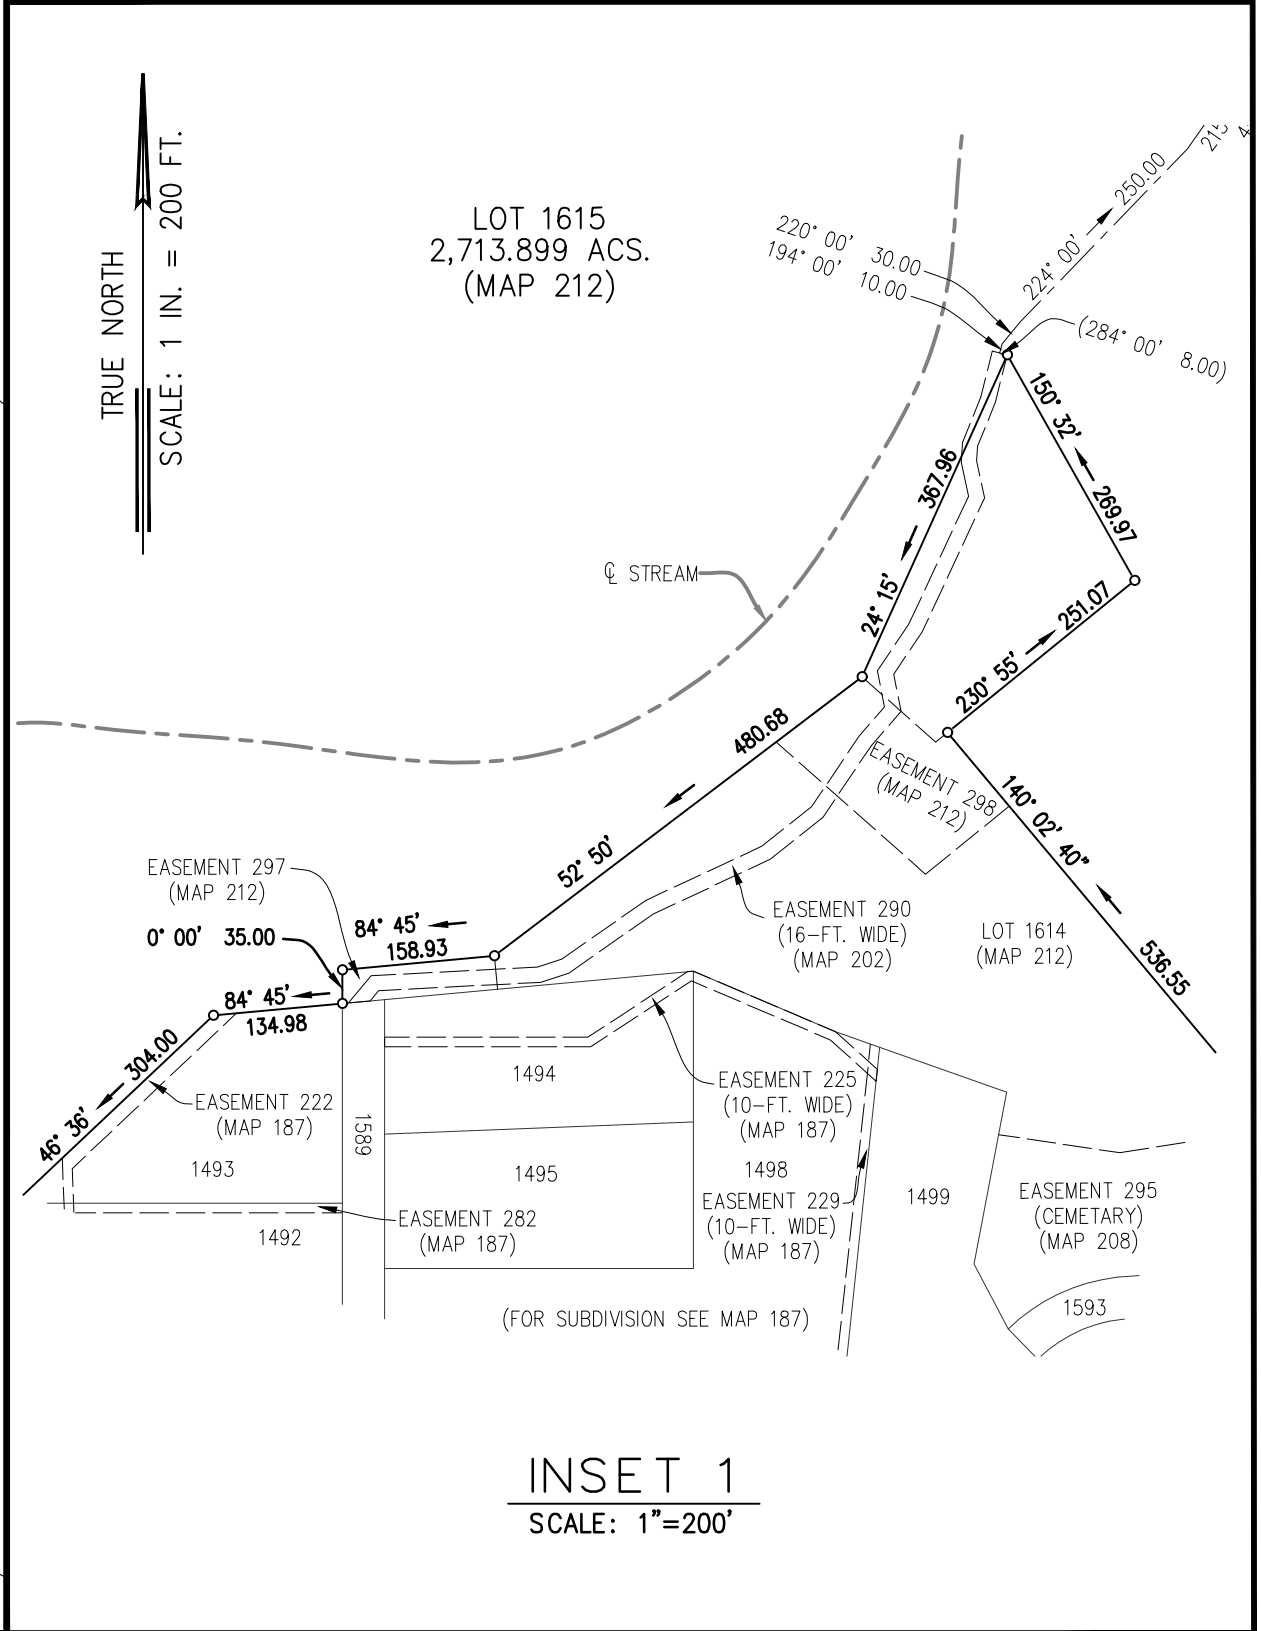 TRUE NORTH
SCALE: 1 IN. = 200 FT.
LOT 1615
2,713.899 ACS.
(MAP 212)
220° 00' 30.00
194° 00' 10.00
224° 00' 250.00
(284° 00' 8.00)
150° 32' 269.97
24° 15' 367.96
℄ STREAM
230° 55' 251.07
52° 50' 480.68
EASEMENT 298
(MAP 212)
140° 02' 40" 536.55
EASEMENT 297
(MAP 212)
0° 00' 35.00
84° 45'
158.93
EASEMENT 290
(16-FT. WIDE)
(MAP 202)
LOT 1614
(MAP 212)
84° 45'
134.98
46° 36' 304.00
EASEMENT 222
(MAP 187)
1493
1589
1494
EASEMENT 225
(10-FT. WIDE)
(MAP 187)
1495
1498
EASEMENT 229
(10-FT. WIDE)
(MAP 187)
1499
EASEMENT 295
(CEMETARY)
(MAP 208)
1492
EASEMENT 282
(MAP 187)
1593
(FOR SUBDIVISION SEE MAP 187)
INSET 1
SCALE: 1"=200'